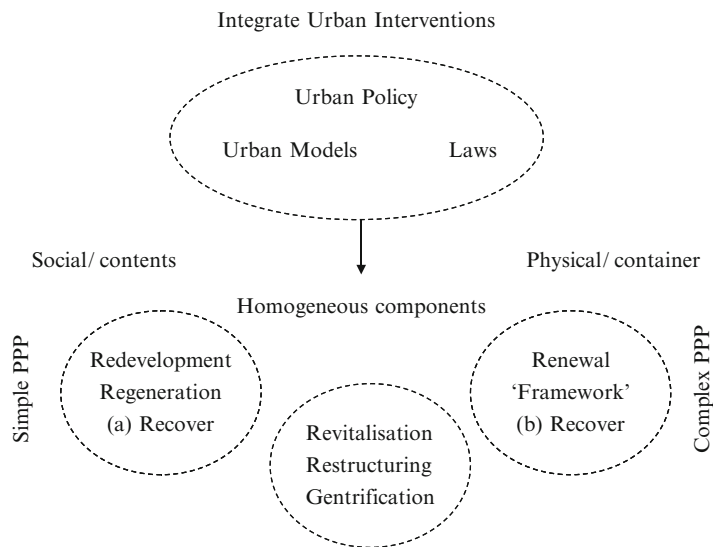 Integrate Urban Interventions
Urban Policy
Urban Models Laws
Social/ contents Physical/ container
Homogeneous components
Simple PPP
Redevelopment
Regeneration
(a) Recover
Revitalisation
Restructuring
Gentrification
Renewal
‘Framework’
(b) Recover
Complex PPP